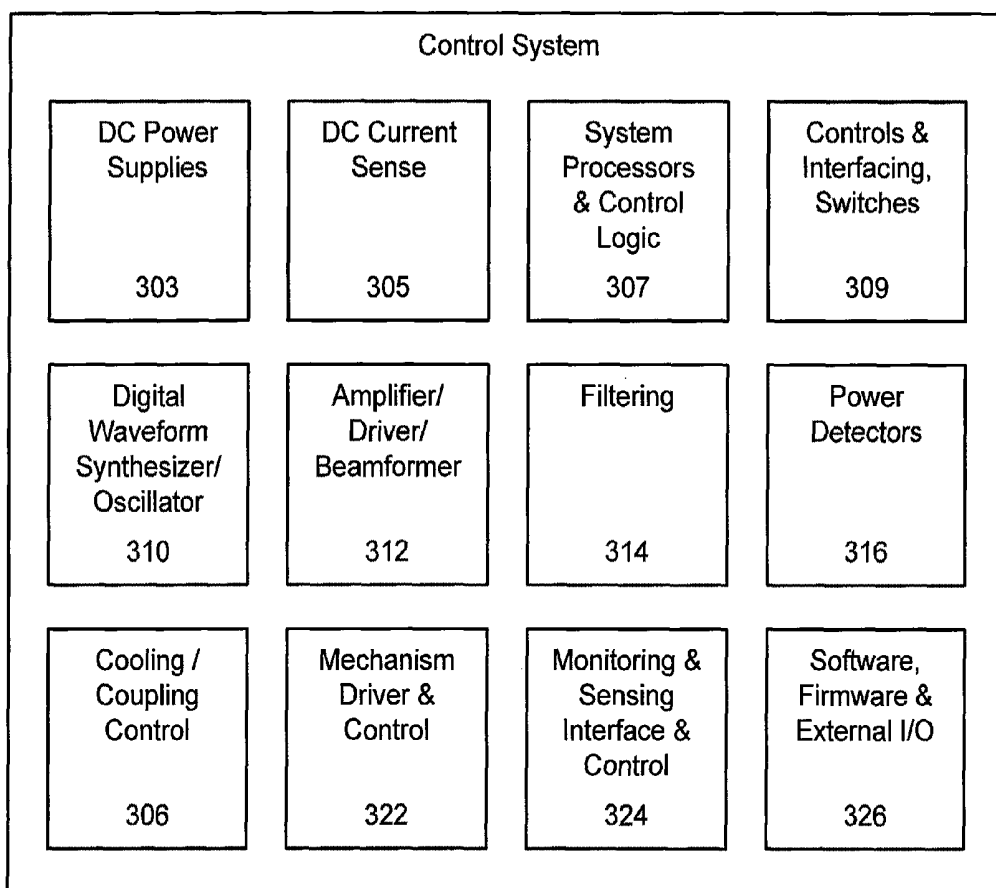 Control System
DC Power
Supplies
303
DC Current
Sense
305
System
Processors
& Control
Logic
307
Controls &
Interfacing,
Switches
309
Digital
Waveform
Synthesizer/
Oscillator
310
Amplifier/
Driver/
Beamformer
312
Filtering
314
Power
Detectors
316
Cooling /
Coupling
Control
306
Mechanism
Driver &
Control
322
Monitoring &
Sensing
Interface &
Control
324
Software,
Firmware &
External I/O
326